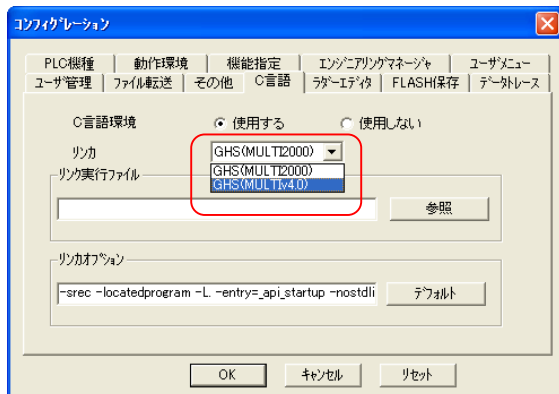 コンフィグレーション
PLC機種 動作環境 機能指定 エンジニアリングマネージャ ユーザメニュー
ユーザ管理 ファイル転送 その他 C言語 ラダーエディタ FLASH保存 データトレース
C言語環境 使用する 使用しない
リンカ GHS(MULTI2000)
GHS(MULTI2000)
GHS(MULTIv4.0)
リンク実行ファイル
参照
リンカオプション
-srec -locatedprogram -L. -entry=_api_startup -nostdli デフォルト
OK キャンセル リセット